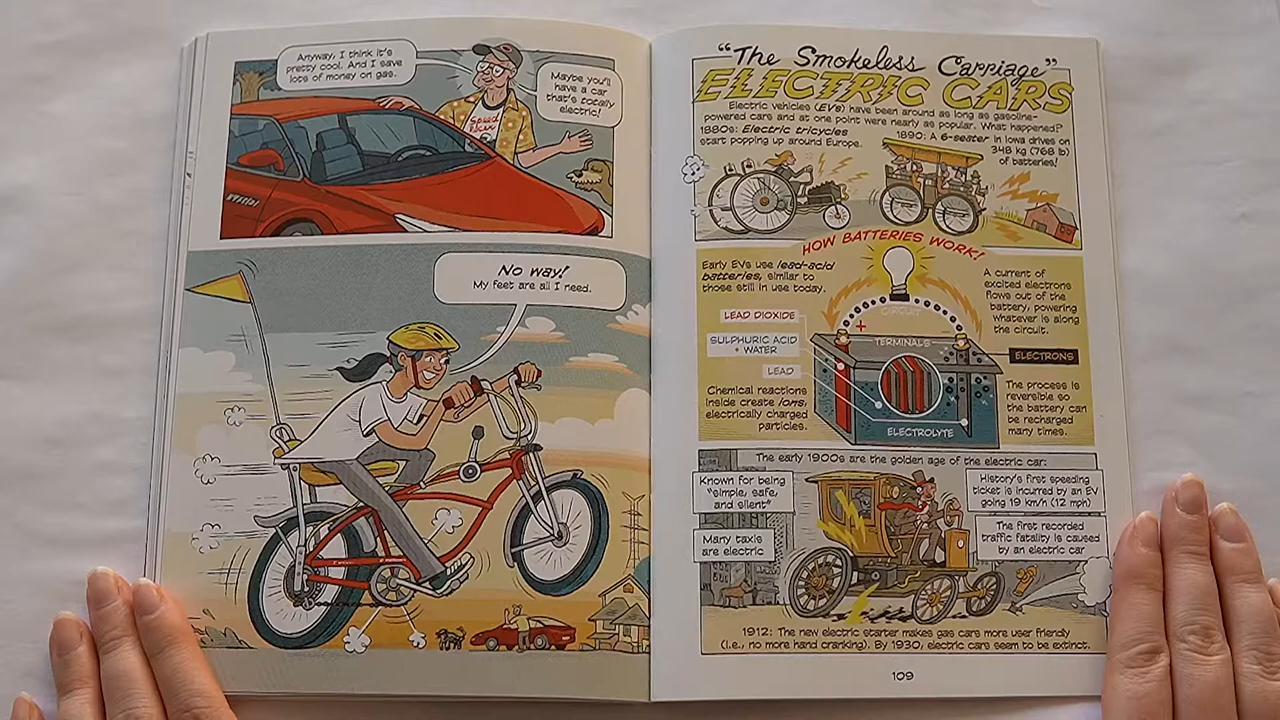 Anyway, I think it's
pretty cool. And I save
lots of money on gas.
Maybe you'll
have a car
that's totally
electric!
Speed
Racer
No way!
My feet are all I need.
"The Smokeless Carriage"
ELECTRIC CARS
Electric vehicles (EVs) have been around as long as gasoline-
powered cars and at one point were nearly as popular. What happened?
1880s: Electric tricycles
start popping up around Europe.
1890: A 6-seater in Iowa drives on
348 kg (768 lb)
of batteries!
HOW BATTERIES WORK!
Early EVs use lead-acid
batteries, similar to
those still in use today.
A current of
excited electrons
flows out of the
battery, powering
whatever is along
the circuit.
CIRCUIT
LEAD DIOXIDE
SULPHURIC ACID
+ WATER
LEAD
+
-
TERMINALS
ELECTRONS
Chemical reactions
inside create ions,
electrically charged
particles.
The process is
reversible so
the battery can
be recharged
many times.
ELECTROLYTE
The early 1900s are the golden age of the electric car:
Known for being
"simple, safe,
and silent"
Many taxis
are electric
History's first speeding
ticket is incurred by an EV
going 19 km/h (12 mph)
The first recorded
traffic fatality is caused
by an electric car
1912: The new electric starter makes gas cars more user friendly
(i.e., no more hand cranking). By 1930, electric cars seem to be extinct.
109